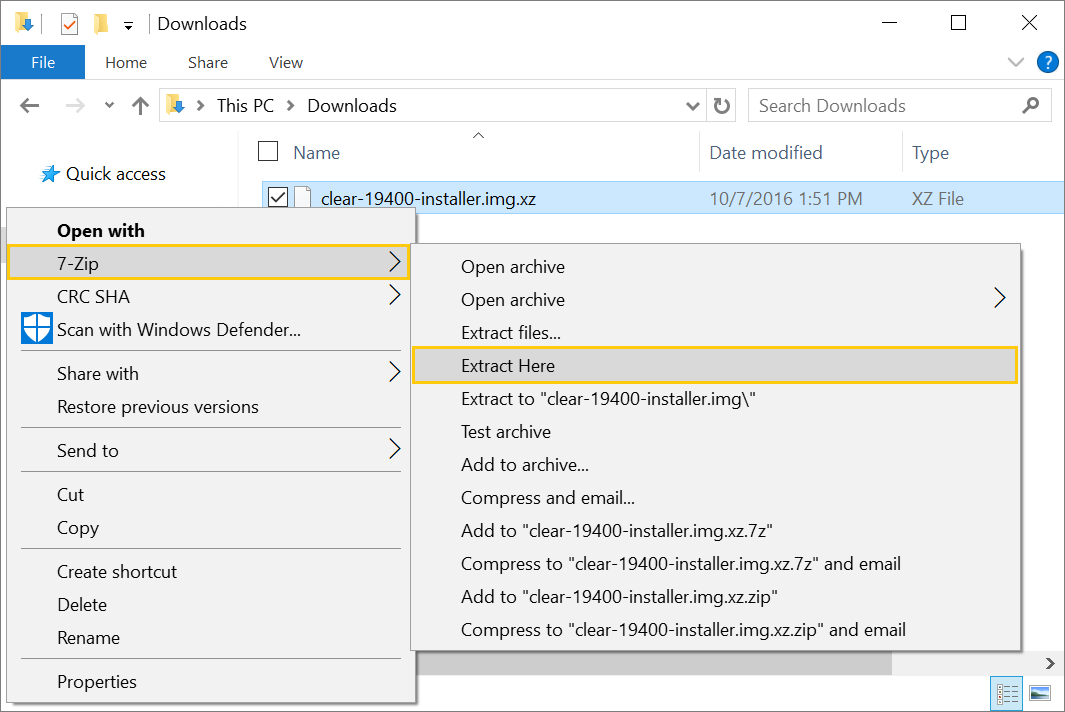 Downloads
File Home Share View ?
This PC Downloads Search Downloads
Quick access
Name Date modified Type
clear-19400-installer.img.xz 10/7/2016 1:51 PM XZ File
Open with
7-Zip
CRC SHA
Scan with Windows Defender...
Share with
Restore previous versions
Send to
Cut
Copy
Create shortcut
Delete
Rename
Properties
Open archive
Open archive
Extract files...
Extract Here
Extract to "clear-19400-installer.img\"
Test archive
Add to archive...
Compress and email...
Add to "clear-19400-installer.img.xz.7z"
Compress to "clear-19400-installer.img.xz.7z" and email
Add to "clear-19400-installer.img.xz.zip"
Compress to "clear-19400-installer.img.xz.zip" and email